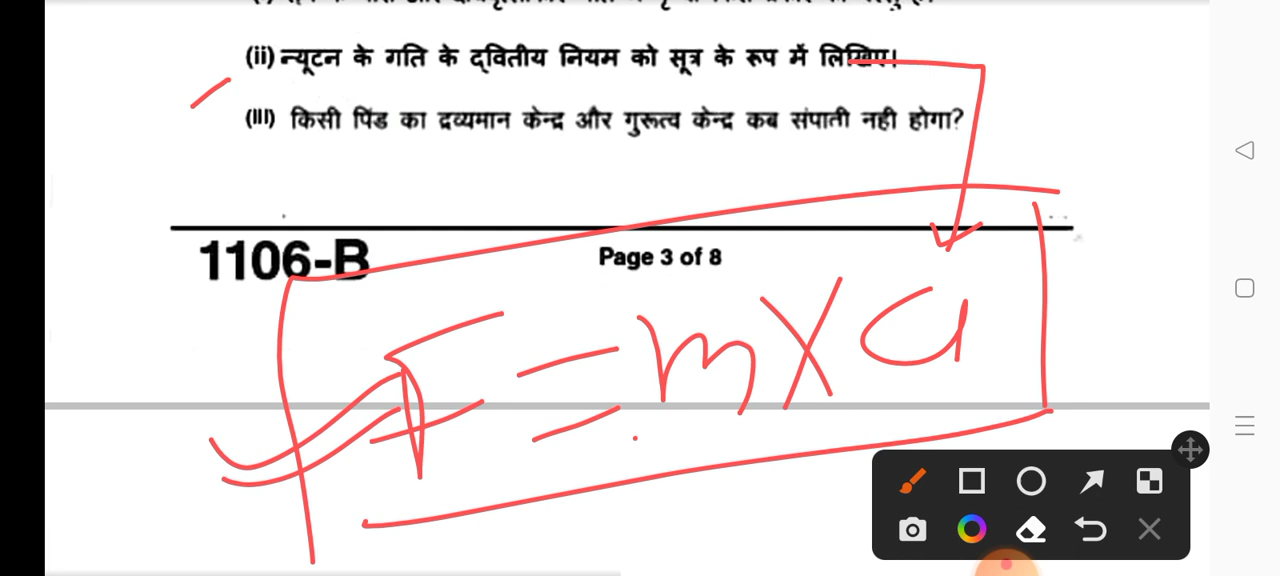 (ii) न्यूटन के गति के द्वितीय नियम को सूत्र के रूप में लिखिए।
(III) किसी पिंड का द्रव्यमान केन्द्र और गुरूत्व केन्द्र कब संपाती नही होगा?
1106-B
Page 3 of 8
F = m X a